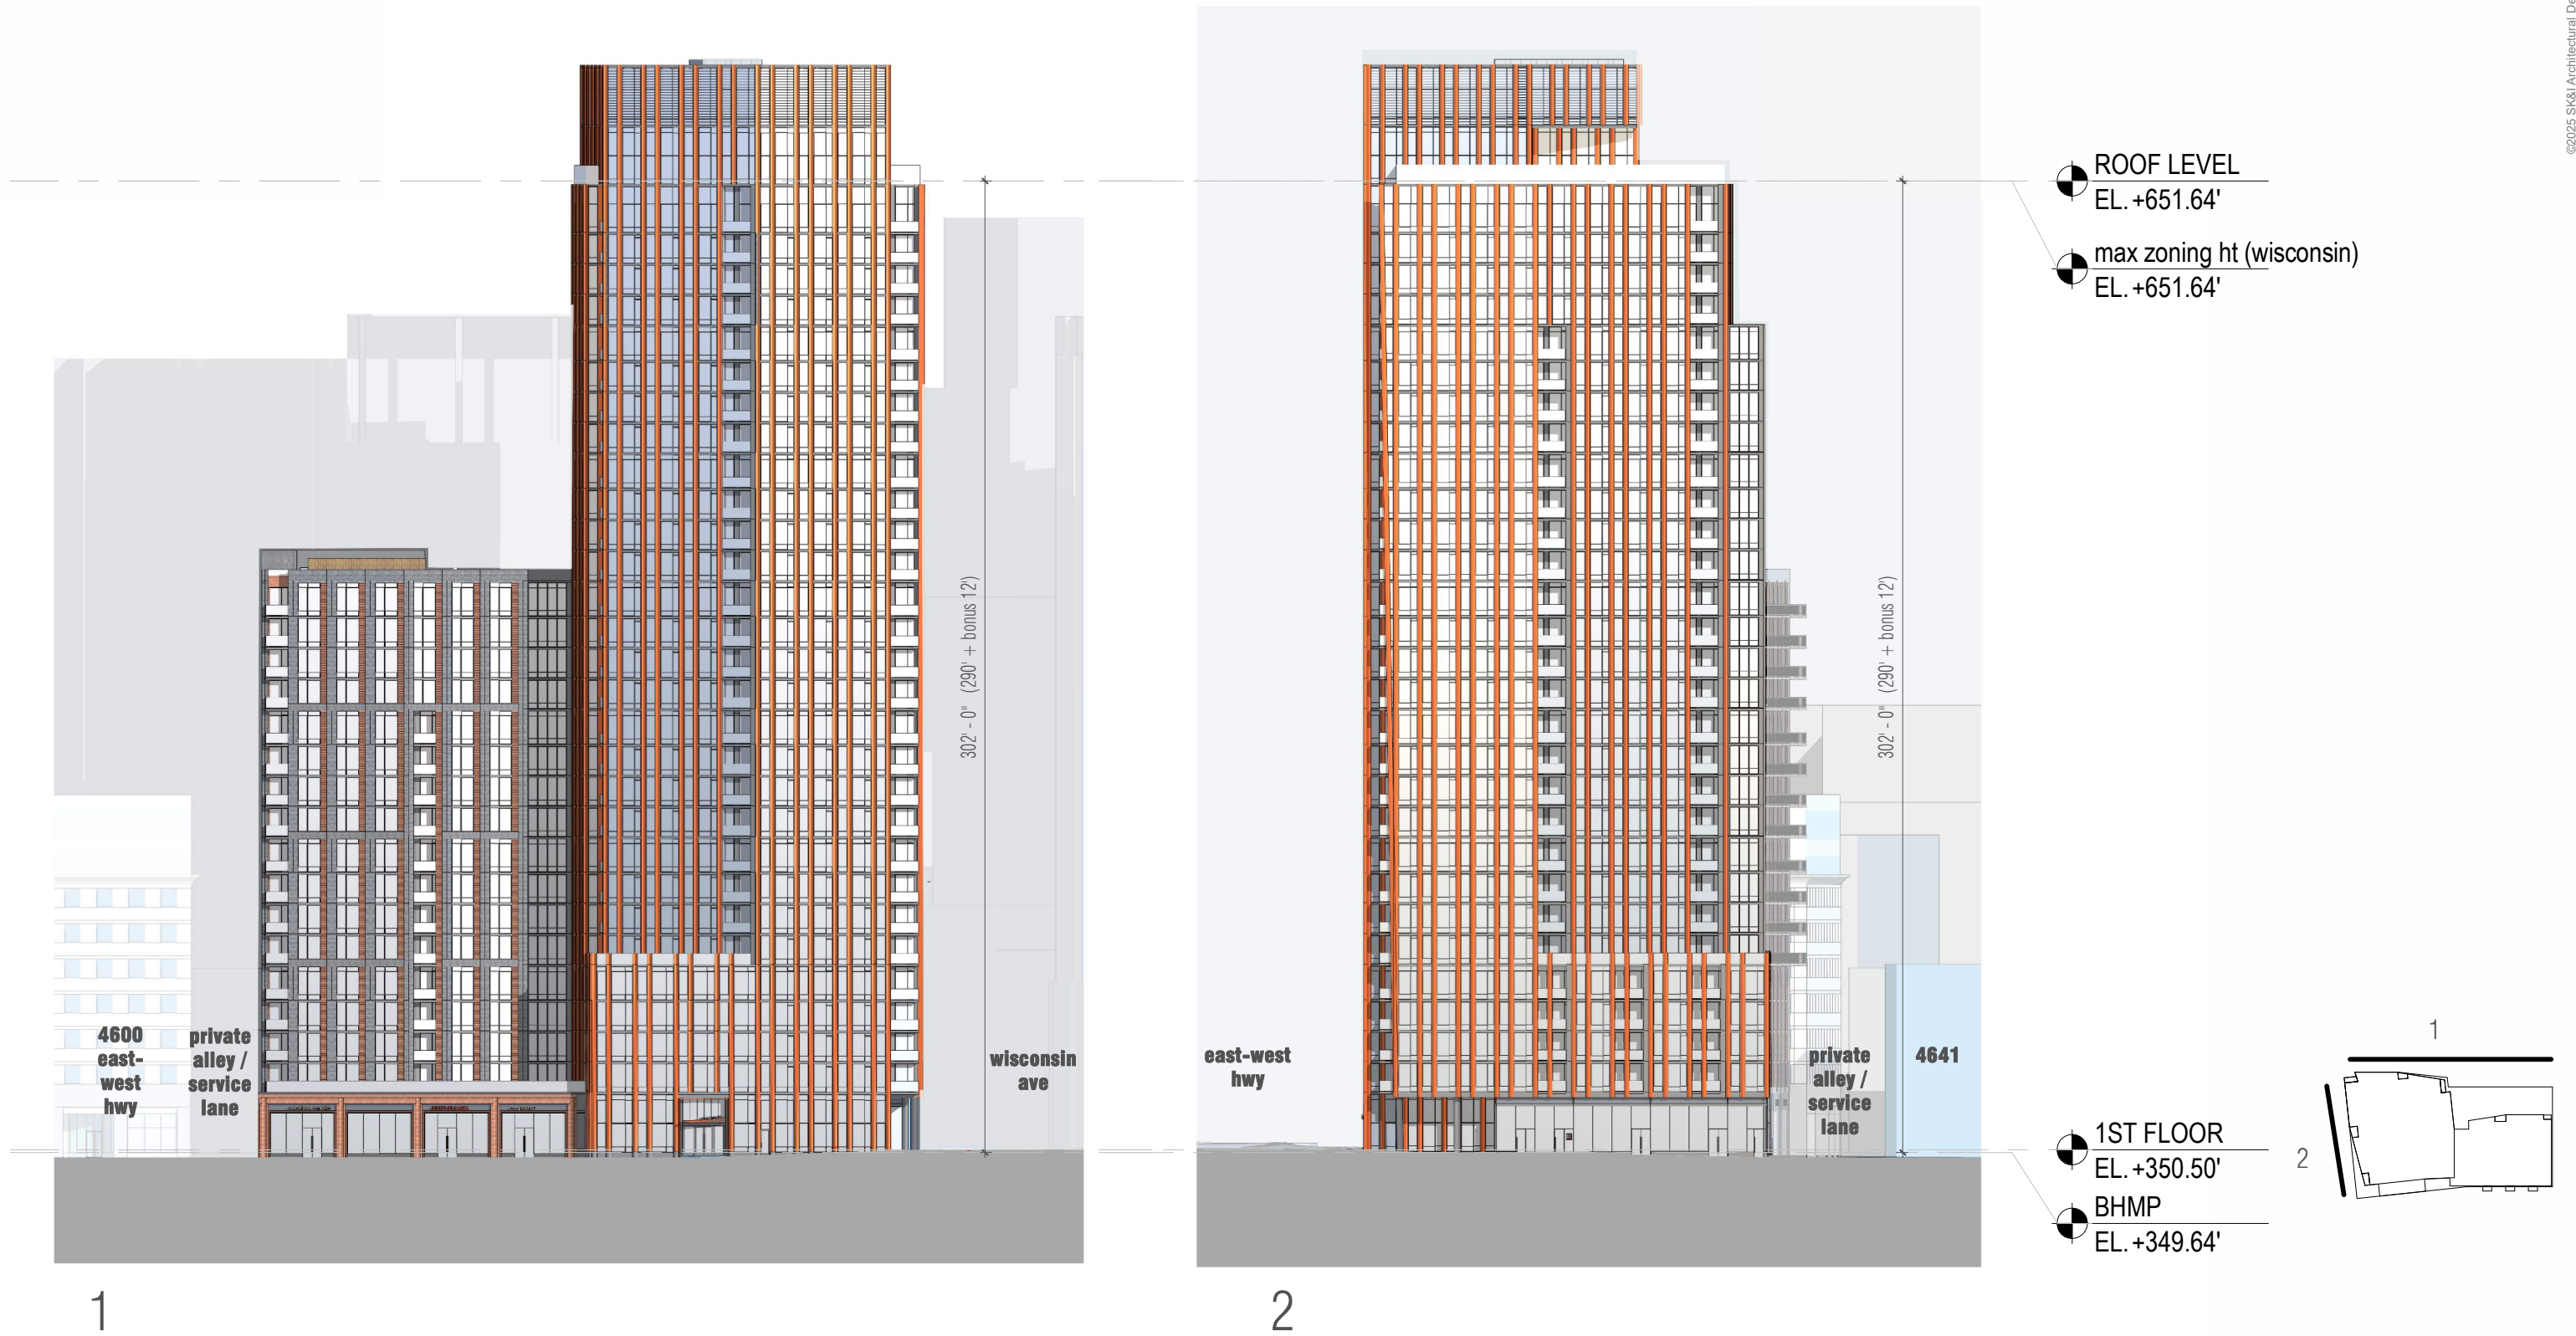 ©2025 SK&I Architectural De
ROOF LEVEL
EL. +651.64'
max zoning ht (wisconsin)
EL. +651.64'
302' - 0" (290' + bonus 12')
302' - 0" (290' + bonus 12')
4600
east-
west
hwy
private
alley /
service
lane
wisconsin
ave
east-west
hwy
private
alley /
service
lane
4641
1ST FLOOR
EL. +350.50'
BHMP
EL. +349.64'
1
2
1
2